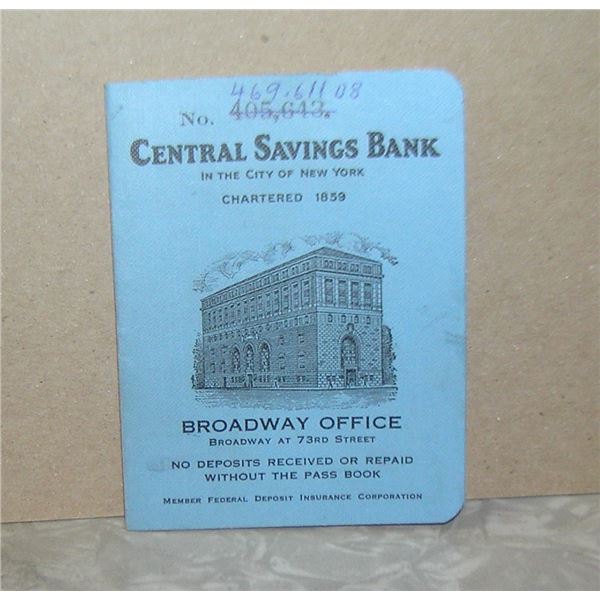 469.611 08
No. 405,643.
CENTRAL SAVINGS BANK
IN THE CITY OF NEW YORK
CHARTERED 1859
BROADWAY OFFICE
BROADWAY AT 73RD STREET
NO DEPOSITS RECEIVED OR REPAID
WITHOUT THE PASS BOOK
MEMBER FEDERAL DEPOSIT INSURANCE CORPORATION